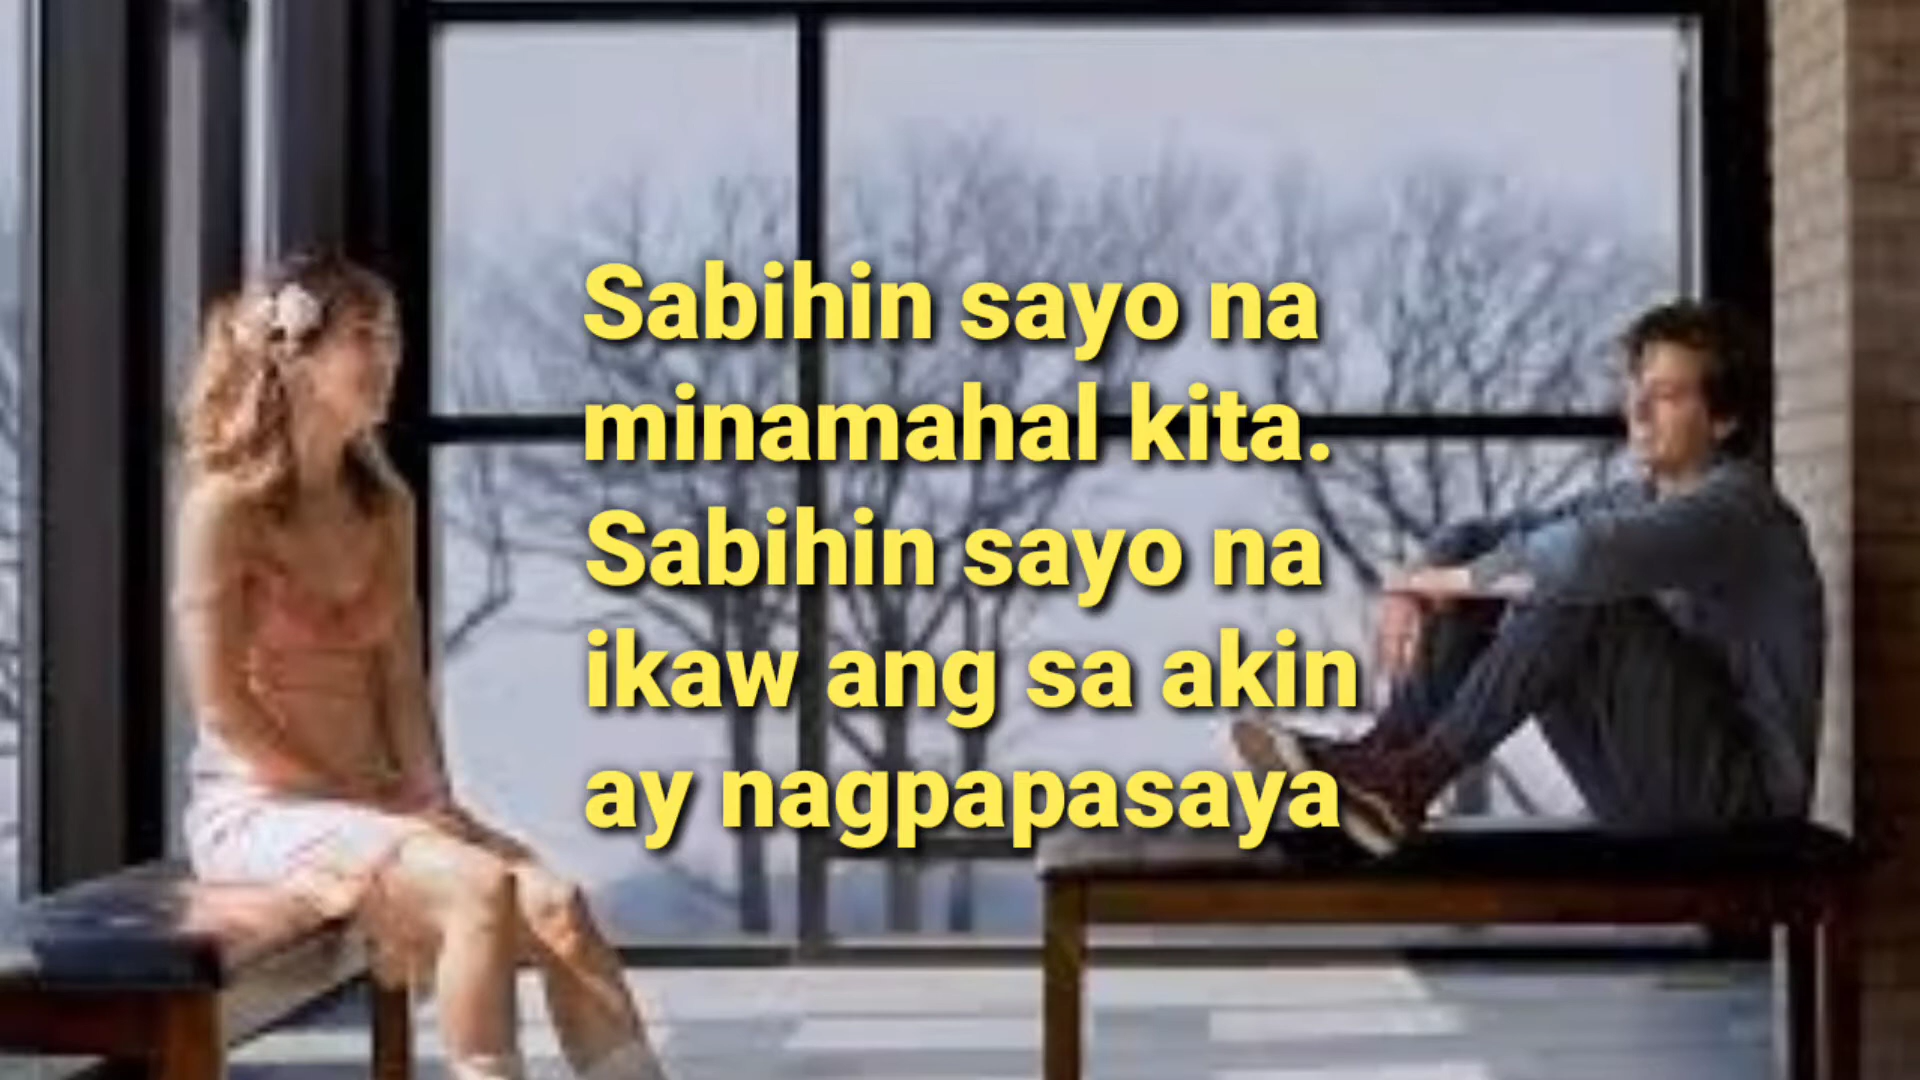 Sabihin sayo na
minamahal kita.
Sabihin sayo na
ikaw ang sa akin
ay nagpapasaya